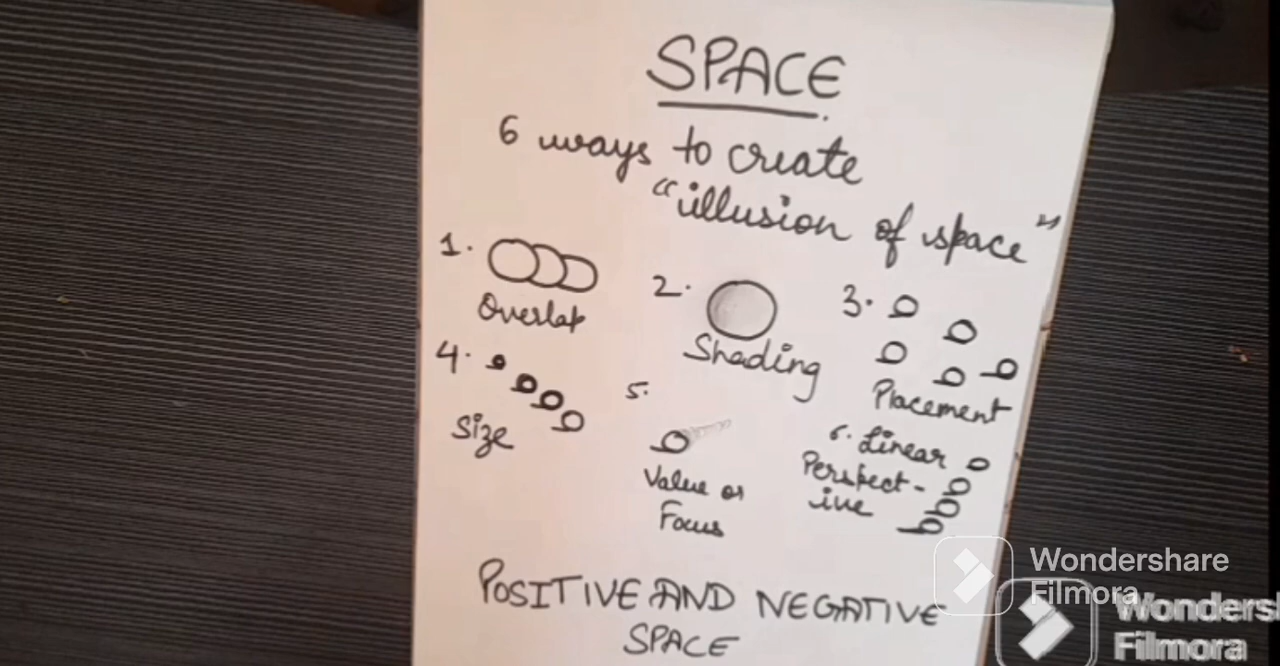 SPACE
6 ways to create
"illusion of space"
1.
Overlap
2.
Shading
3.
Placement
4.
Size
5.
Value or
Focus
6. Linear
Perspect-
ive
POSITIVE AND NEGATIVE
SPACE
Wondershare
Filmora
Wondersh
Filmora